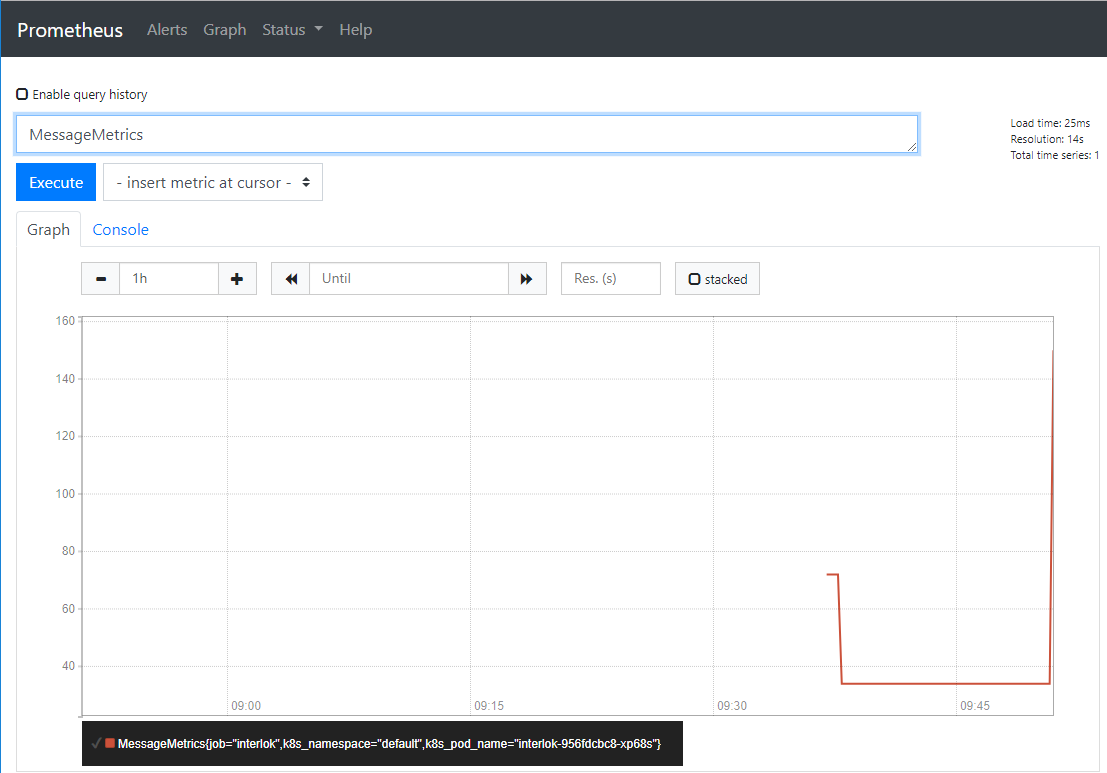 Prometheus Alerts Graph Status Help
Enable query history
MessageMetrics
Load time: 25ms
Resolution: 14s
Total time series: 1
Execute - insert metric at cursor -
Graph Console
1h Until Res. (s) stacked
160
140
120
100
80
60
40
09:00 09:15 09:30 09:45
MessageMetrics{job="interlok",k8s_namespace="default",k8s_pod_name="interlok-956fdcbc8-xp68s"}